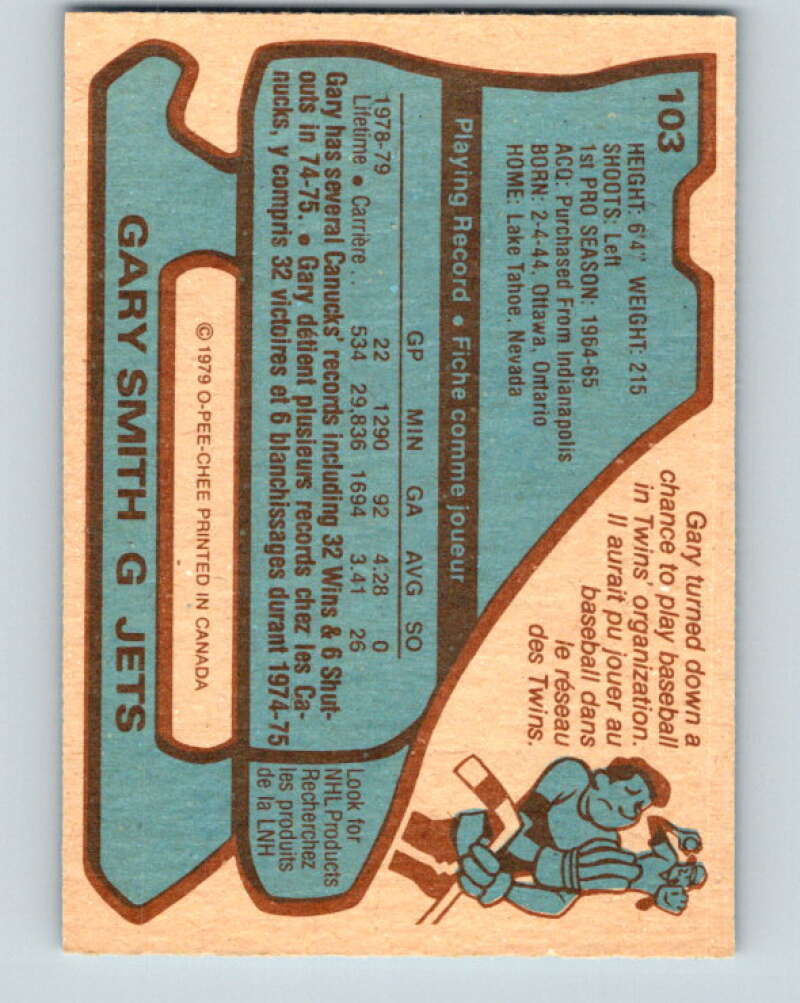 103
HEIGHT: 6'4" WEIGHT: 215
SHOOTS: Left
1st PRO SEASON: 1964-65
ACQ: Purchased From Indianapolis
BORN: 2-4-44, Ottawa, Ontario
HOME: Lake Tahoe, Nevada
Gary turned down a
chance to play baseball
in Twins' organization.
Il aurait pu jouer au
baseball dans
le réseau
des Twins.
Playing Record • Fiche comme joueur
GP MIN GA AVG SO
1978-79 22 1290 92 4.28 0
Lifetime • Carrière . . 534 29,836 1694 3.41 26
Gary has several Canucks' records including 32 Wins & 6 Shut-
outs in 74-75. • Gary détient plusieurs records chez les Ca-
nucks, y compris 32 victoires et 6 blanchissages durant 1974-75
Look for
NHL Products
Recherchez
les produits
de la LNH
© 1979 O-PEE-CHEE PRINTED IN CANADA
GARY SMITH G JETS